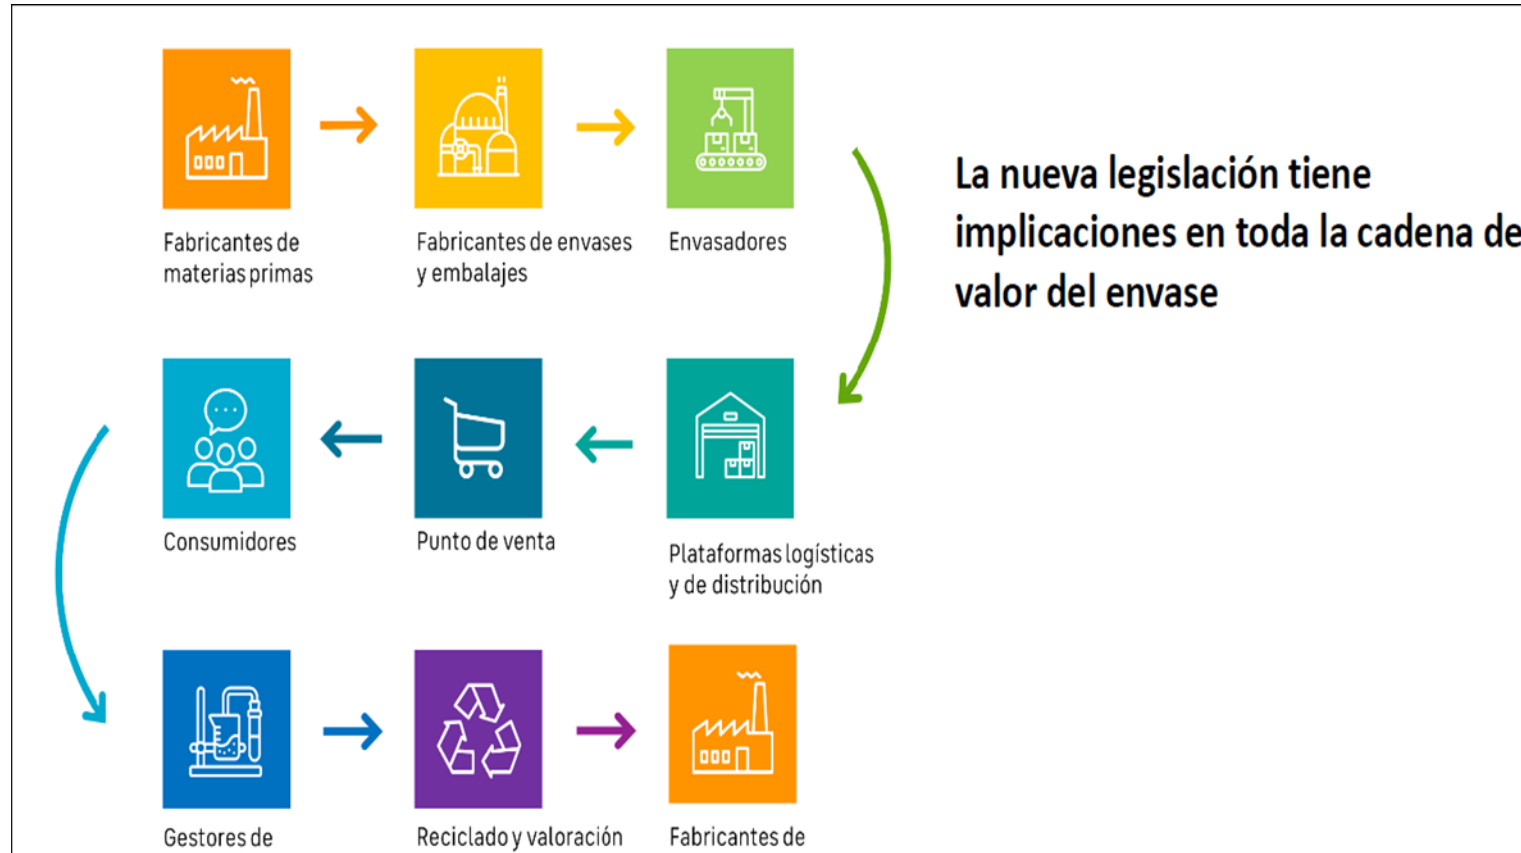 Fabricantes de
materias primas
Fabricantes de envases
y embalajes
Envasadores
La nueva legislación tiene
implicaciones en toda la cadena de
valor del envase
Consumidores
Punto de venta
Plataformas logísticas
y de distribución
Gestores de
Reciclado y valoración
Fabricantes de